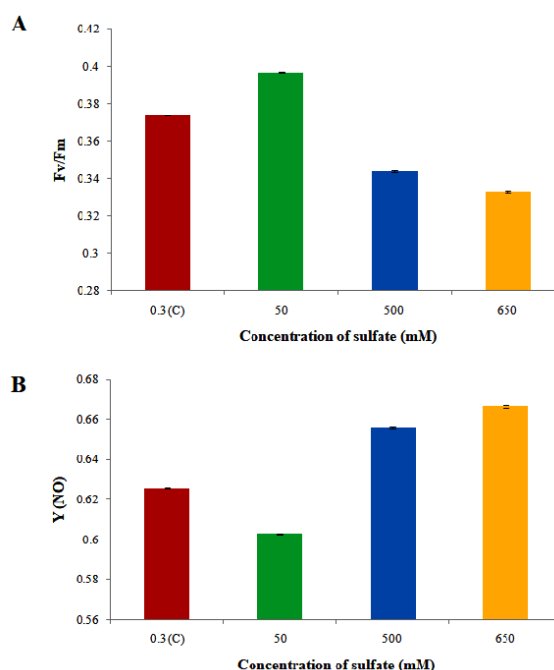 A
0.42
0.4
0.38
0.36
0.34
0.32
0.3
0.28
Fv/Fm
0.3(C) 50 500 650
Concentration of sulfate (mM)
B
0.68
0.66
0.64
0.62
0.6
0.58
0.56
Y (NO)
0.3(C) 50 500 650
Concentration of sulfate (mM)